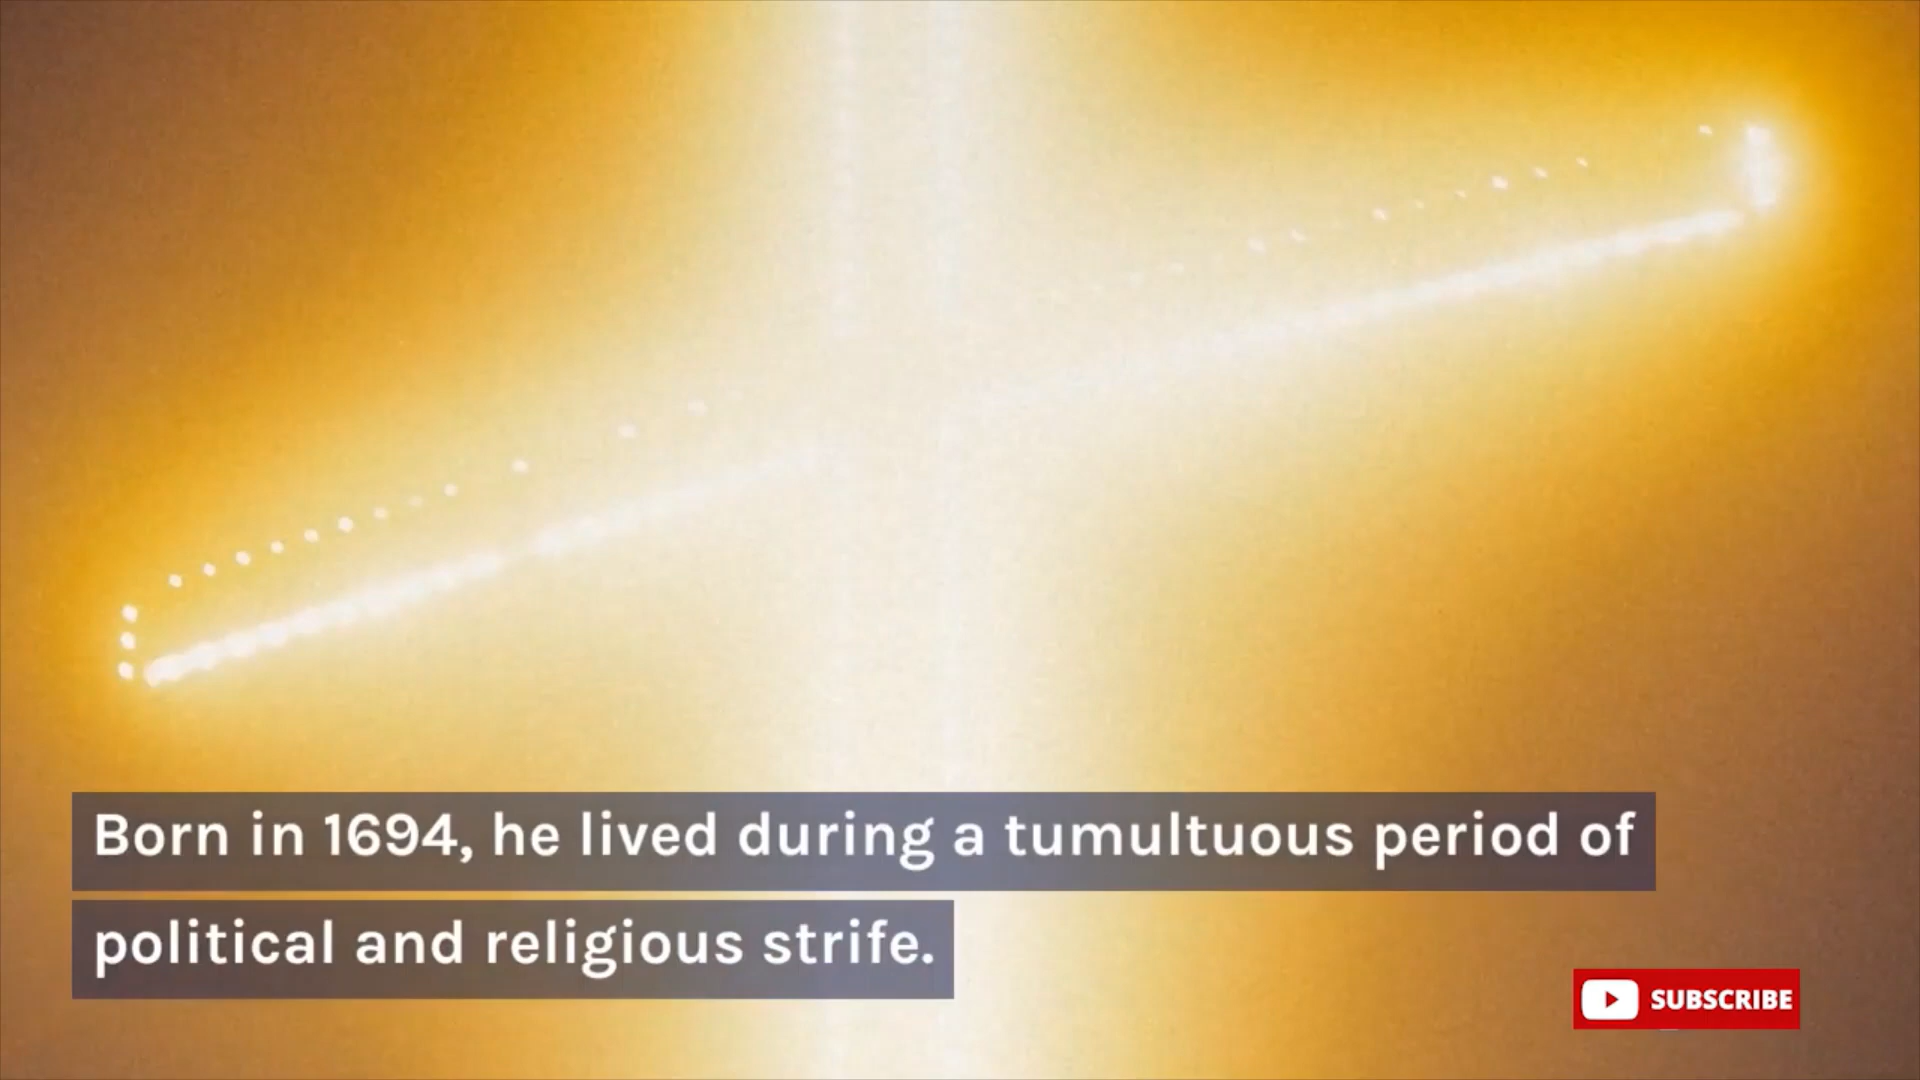 Born in 1694, he lived during a tumultuous period of
political and religious strife.
SUBSCRIBE